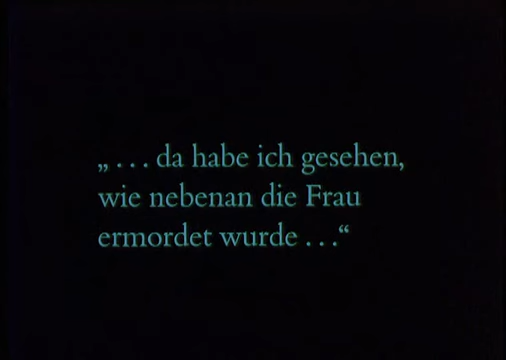 „ . . . da habe ich gesehen,
wie nebenan die Frau
ermordet wurde . . .“